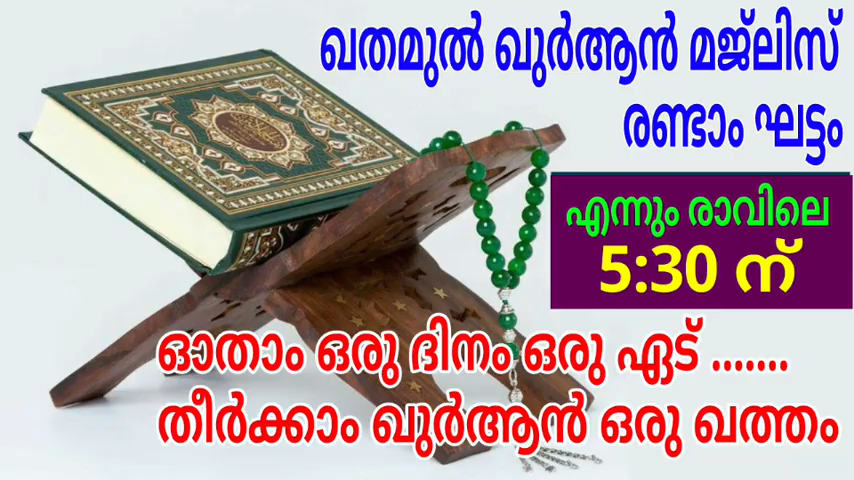 ഖതമുൽ ഖുർആൻ മജ്‌ലിസ്
രണ്ടാം ഘട്ടം
എന്നും രാവിലെ
5:30 ന്
ഓതാം ഒരു ദിനം ഒരു ഏട് .......
തീർക്കാം ഖുർആൻ ഒരു ഖത്തം